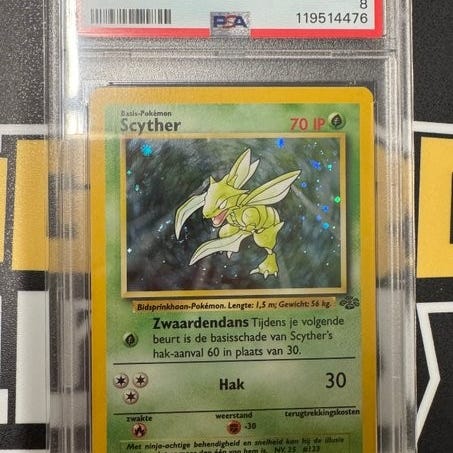 8
PSA
119514476
Basis-Pokémon
Scyther
70 IP
Bidsprinkhaan-Pokémon. Lengte: 1,5 m; Gewicht: 56 kg.
Zwaardendans Tijdens je volgende
beurt is de basisschade van Scyther's
hak-aanval 60 in plaats van 30.
Hak 30
zwakte weerstand terugtrekkingskosten
-30
Met ninja-achtige behendigheid en snelheid kan hij de illusie